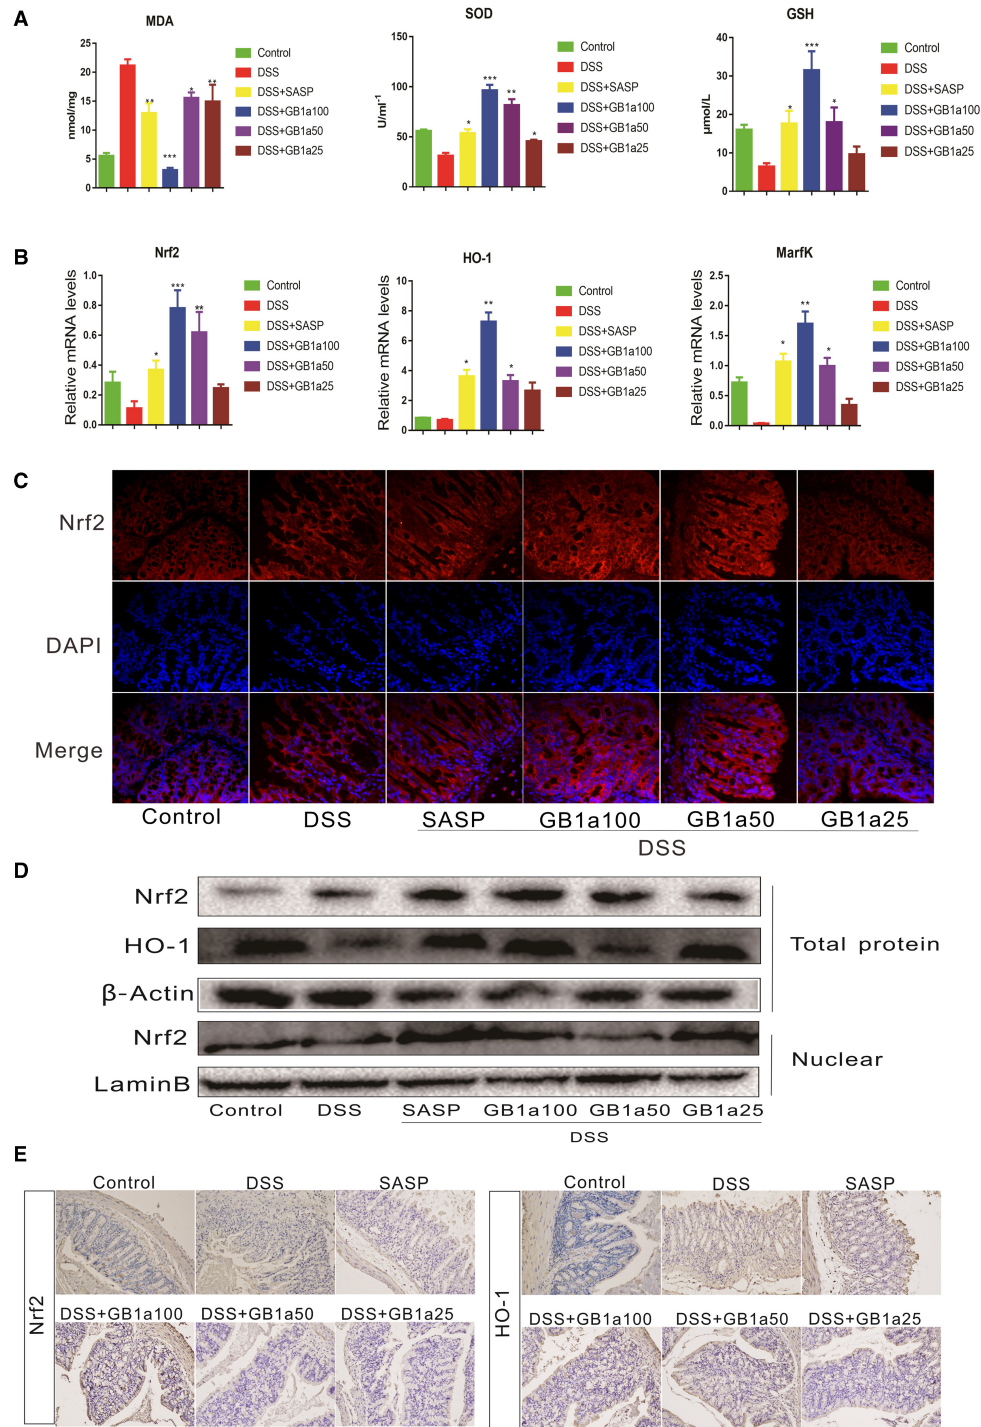 A
MDA
nmol/mg
25
20
15
10
5
0
** *** * **
Control
DSS
DSS+SASP
DSS+GB1a100
DSS+GB1a50
DSS+GB1a25
SOD
U/ml⁻¹
150
100
50
0
* *** ** *
Control
DSS
DSS+SASP
DSS+GB1a100
DSS+GB1a50
DSS+GB1a25
GSH
μmol/L
40
30
20
10
0
* *** *
Control
DSS
DSS+SASP
DSS+GB1a100
DSS+GB1a50
DSS+GB1a25
B
Nrf2
Relative mRNA levels
1.0
0.8
0.6
0.4
0.2
0.0
* *** **
Control
DSS
DSS+SASP
DSS+GB1a100
DSS+GB1a50
DSS+GB1a25
HO-1
Relative mRNA levels
10
8
6
4
2
0
* ** *
Control
DSS
DSS+SASP
DSS+GB1a100
DSS+GB1a50
DSS+GB1a25
MarfK
Relative mRNA levels
2.5
2.0
1.5
1.0
0.5
0.0
* ** *
Control
DSS
DSS+SASP
DSS+GB1a100
DSS+GB1a50
DSS+GB1a25
C
Nrf2
DAPI
Merge
Control DSS SASP GB1a100 GB1a50 GB1a25
DSS
D
Nrf2
HO-1
β-Actin
Total protein
Nrf2
LaminB
Nuclear
Control DSS SASP GB1a100 GB1a50 GB1a25
DSS
E
Nrf2
Control DSS SASP
DSS+GB1a100 DSS+GB1a50 DSS+GB1a25
HO-1
Control DSS SASP
DSS+GB1a100 DSS+GB1a50 DSS+GB1a25